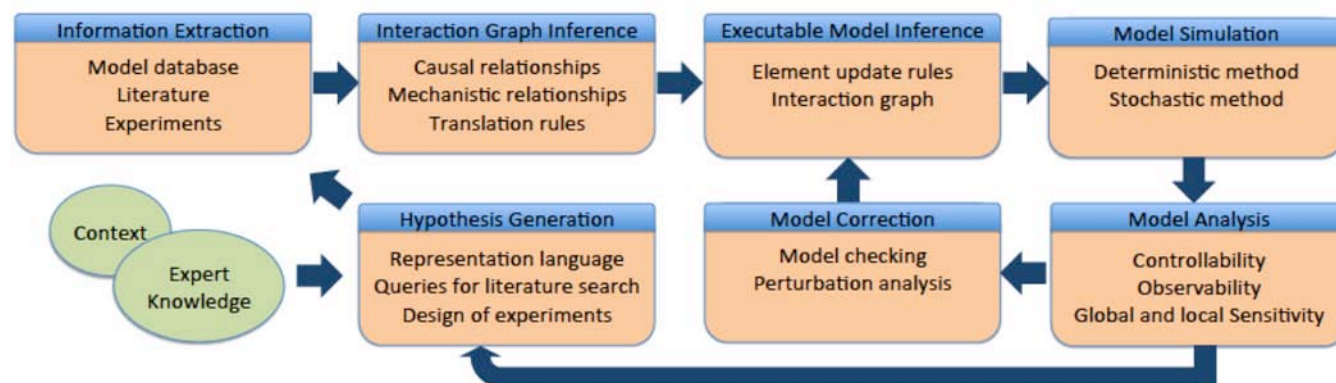 Information Extraction
Model database
Literature
Experiments
Interaction Graph Inference
Causal relationships
Mechanistic relationships
Translation rules
Executable Model Inference
Element update rules
Interaction graph
Model Simulation
Deterministic method
Stochastic method
Context
Expert
Knowledge
Hypothesis Generation
Representation language
Queries for literature search
Design of experiments
Model Correction
Model checking
Perturbation analysis
Model Analysis
Controllability
Observability
Global and local Sensitivity